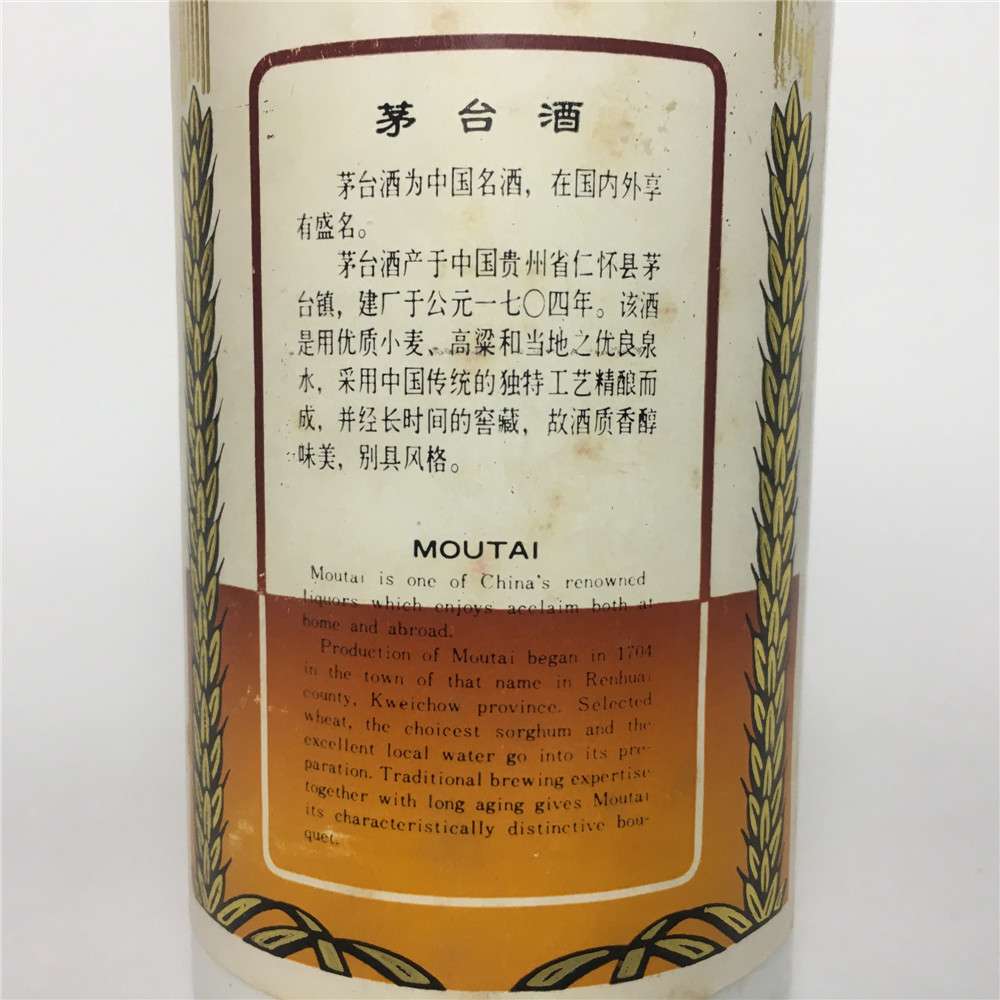 茅台酒
茅台酒为中国名酒，在国内外享
有盛名。
茅台酒产于中国贵州省仁怀县茅
台镇，建厂于公元一七〇四年。该酒
是用优质小麦、高粱和当地之优良泉
水，采用中国传统的独特工艺精酿而
成，并经长时间的窖藏，故酒质香醇
味美，别具风格。
MOUTAI
Moutai is one of China's renowned
liquors which enjoys acclaim both at
home and abroad.
Production of Moutai began in 1704
in the town of that name in Renhuai
county, Kweichow province. Selected
wheat, the choicest sorghum and the
excellent local water go into its pre-
paration. Traditional brewing expertise
together with long aging gives Moutai
its characteristically distinctive bou-
quet.